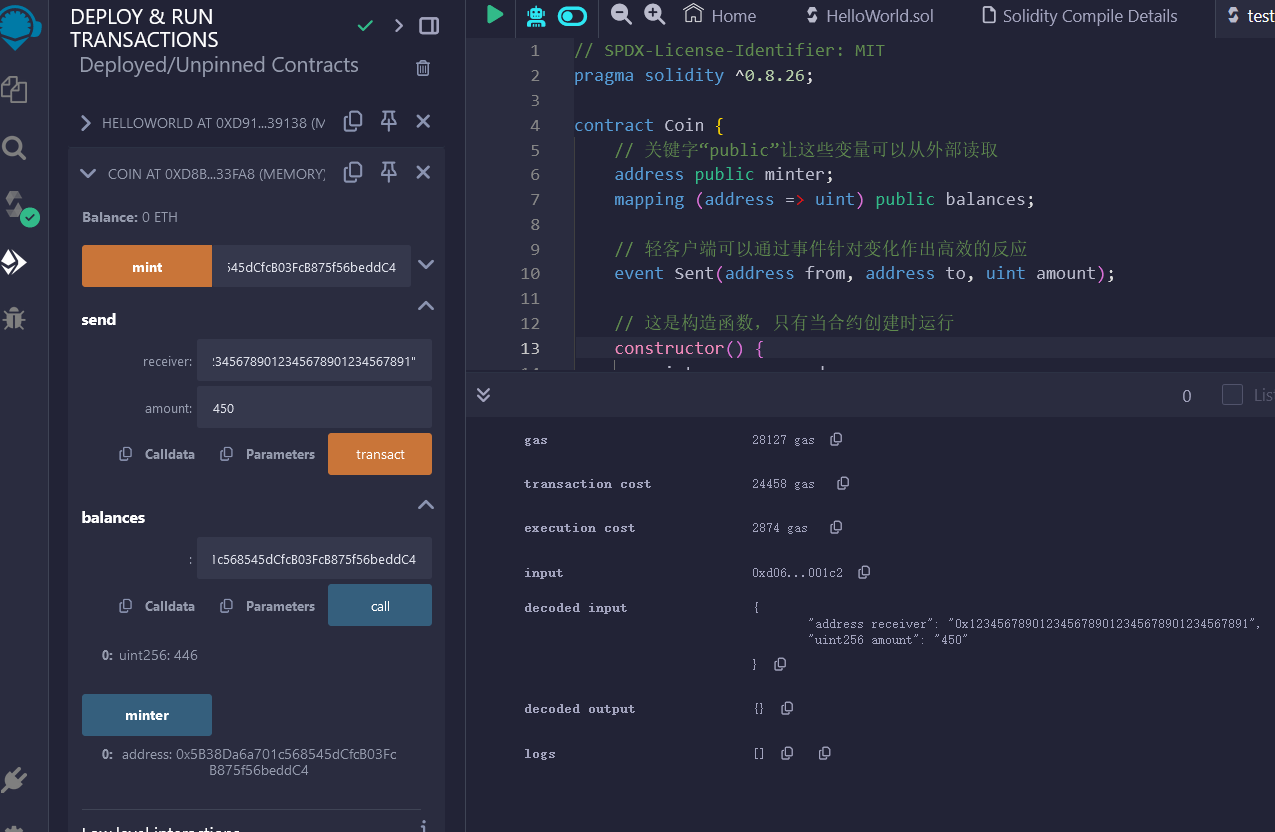 DEPLOY & RUN
TRANSACTIONS
Deployed/Unpinned Contracts
HELLOWORLD AT 0XD91...39138 (M
COIN AT 0XD8B...33FA8 (MEMORY)
Balance: 0 ETH
mint
545dCfcB03FcB875f56beddC4
send
receiver:
2345678901234567890123456 7891"
amount:
450
Calldata
Parameters
transact
balances
:
1c568545dCfcB03FcB875f56beddC4
Calldata
Parameters
call
0: uint256: 446
minter
0: address: 0x5B38Da6a701c568545dCfcB03Fc
B875f56beddC4
Home
HelloWorld.sol
Solidity Compile Details
test
1 // SPDX-License-Identifier: MIT
2 pragma solidity ^0.8.26;
3
4 contract Coin {
5 // 关键字“public”让这些变量可以从外部读取
6 address public minter;
7 mapping (address => uint) public balances;
8
9 // 轻客户端可以通过事件针对变化作出高效的反应
10 event Sent(address from, address to, uint amount);
11
12 // 这是构造函数，只有当合约创建时运行
13 constructor() {
0
Lis
gas 28127 gas
transaction cost 24458 gas
execution cost 2874 gas
input 0xd06...001c2
decoded input {
"address receiver": "0x1234567890123456789012345678901234567891",
"uint256 amount": "450"
}
decoded output {}
logs []